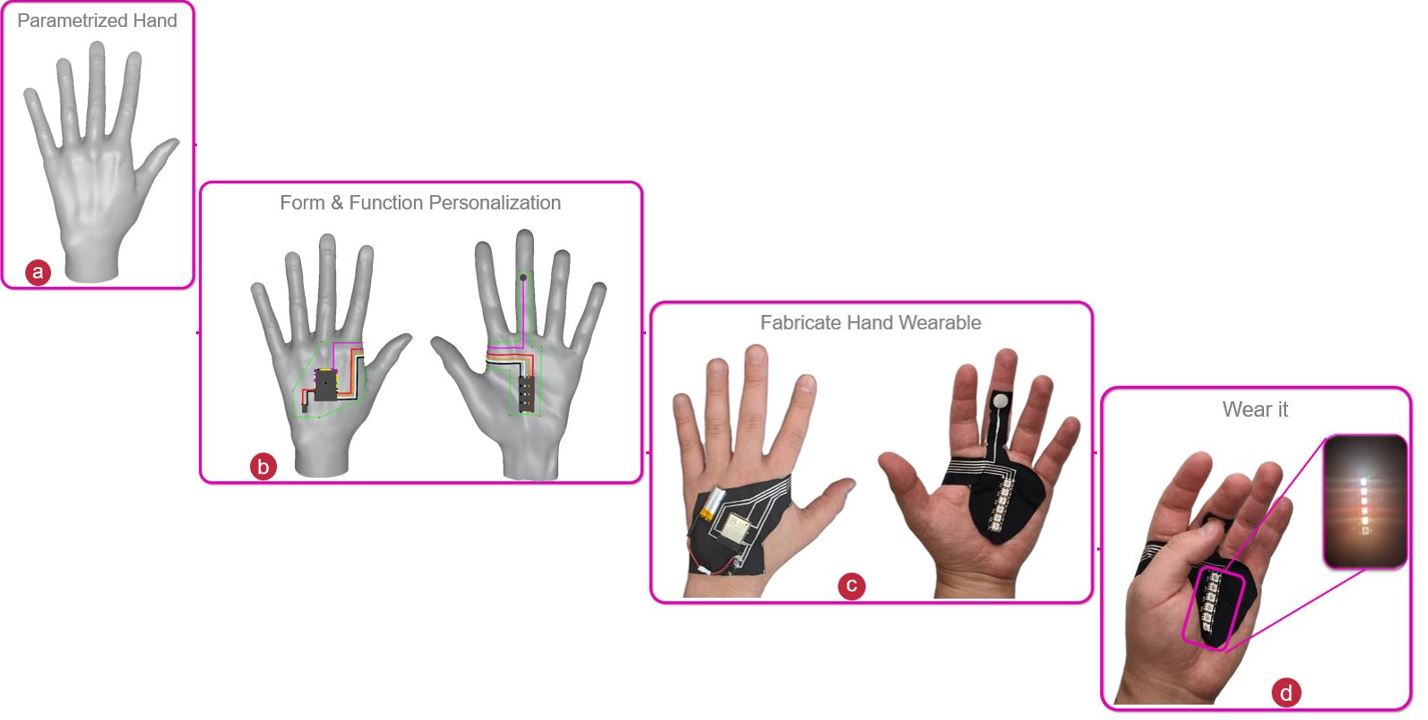 Parametrized Hand
a
Form & Function Personalization
b
Fabricate Hand Wearable
c
Wear it
d